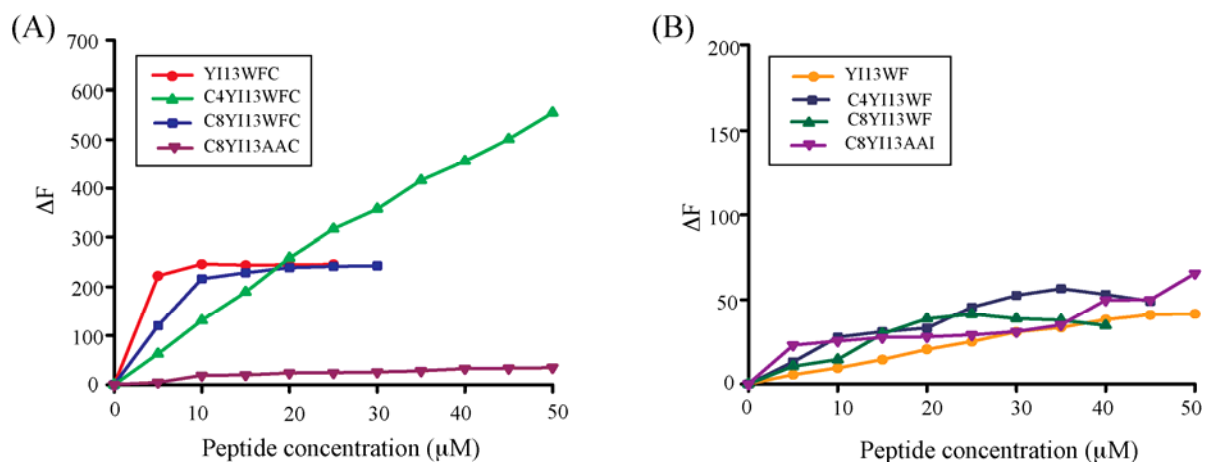 (A)
700
600
500
400
300
200
100
0
ΔF
YI13WFC
C4YI13WFC
C8YI13WFC
C8YI13AAC
0 10 20 30 40 50
Peptide concentration (μM)
(B)
200
150
100
50
0
ΔF
YI13WF
C4YI13WF
C8YI13WF
C8YI13AAI
0 10 20 30 40 50
Peptide concentration (μM)